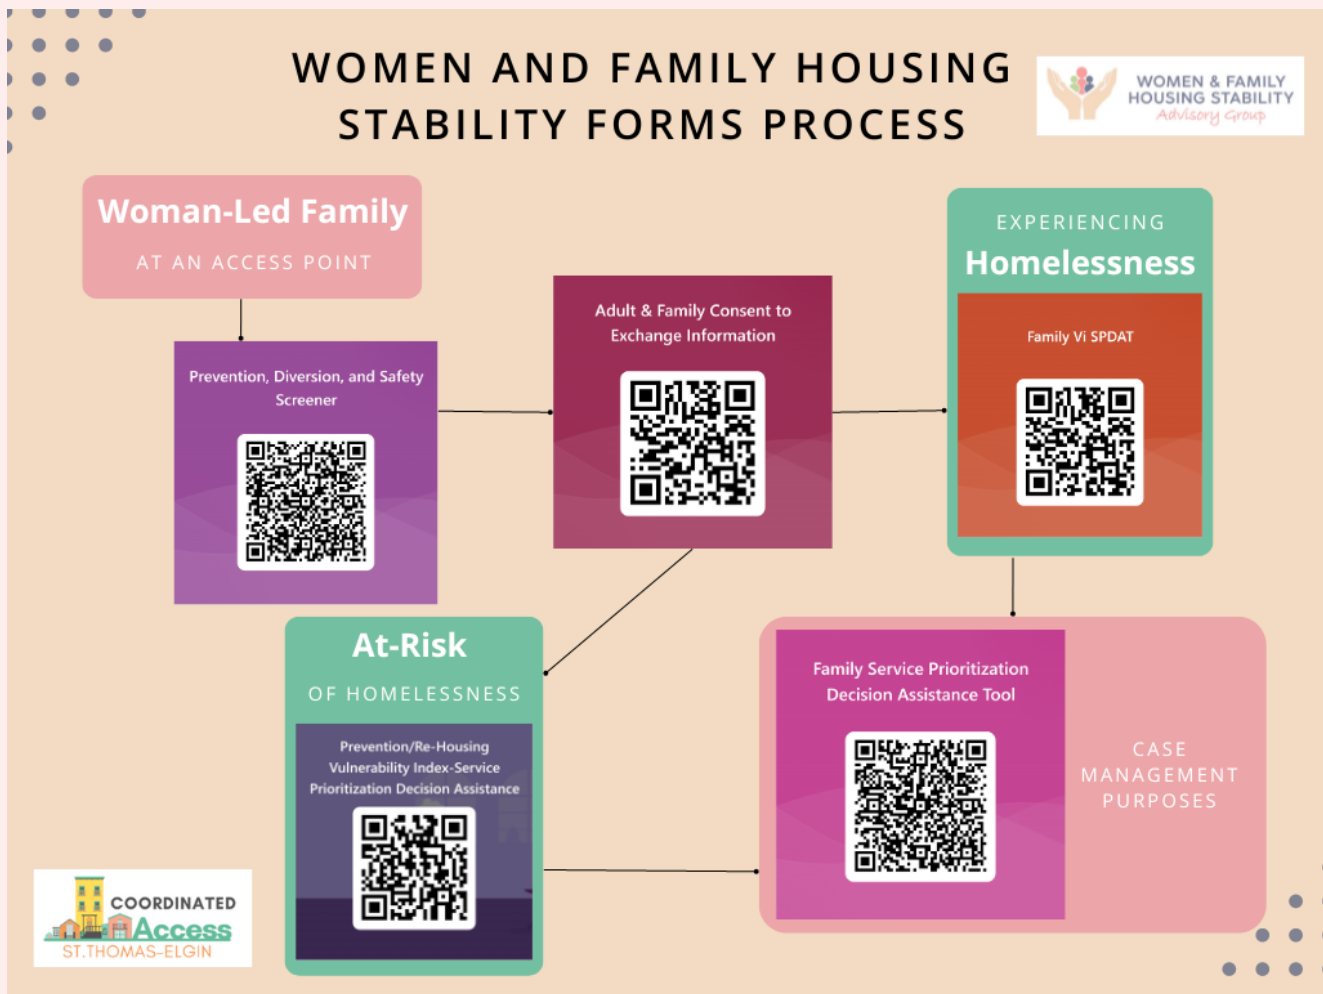 WOMEN AND FAMILY HOUSING
STABILITY FORMS PROCESS
WOMEN & FAMILY
HOUSING STABILITY
Advisory Group
Woman-Led Family
AT AN ACCESS POINT
Prevention, Diversion, and Safety
Screener
Adult & Family Consent to
Exchange Information
EXPERIENCING
Homelessness
Family Vi SPDAT
At-Risk
OF HOMELESSNESS
Prevention/Re-Housing
Vulnerability Index-Service
Prioritization Decision Assistance
Family Service Prioritization
Decision Assistance Tool
CASE
MANAGEMENT
PURPOSES
COORDINATED
Access
ST.THOMAS-ELGIN